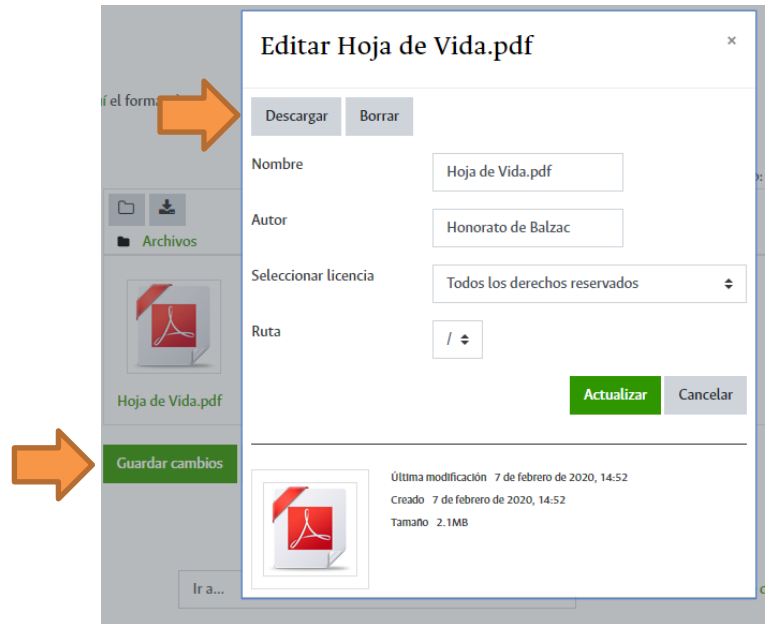 Editar Hoja de Vida.pdf
×
í el forma
Descargar Borrar
Nombre Hoja de Vida.pdf
Autor Honorato de Balzac
Archivos
Seleccionar licencia Todos los derechos reservados
Ruta /
Hoja de Vida.pdf
Actualizar Cancelar
Guardar cambios
Última modificación 7 de febrero de 2020, 14:52
Creado 7 de febrero de 2020, 14:52
Tamaño 2.1MB
Ir a...